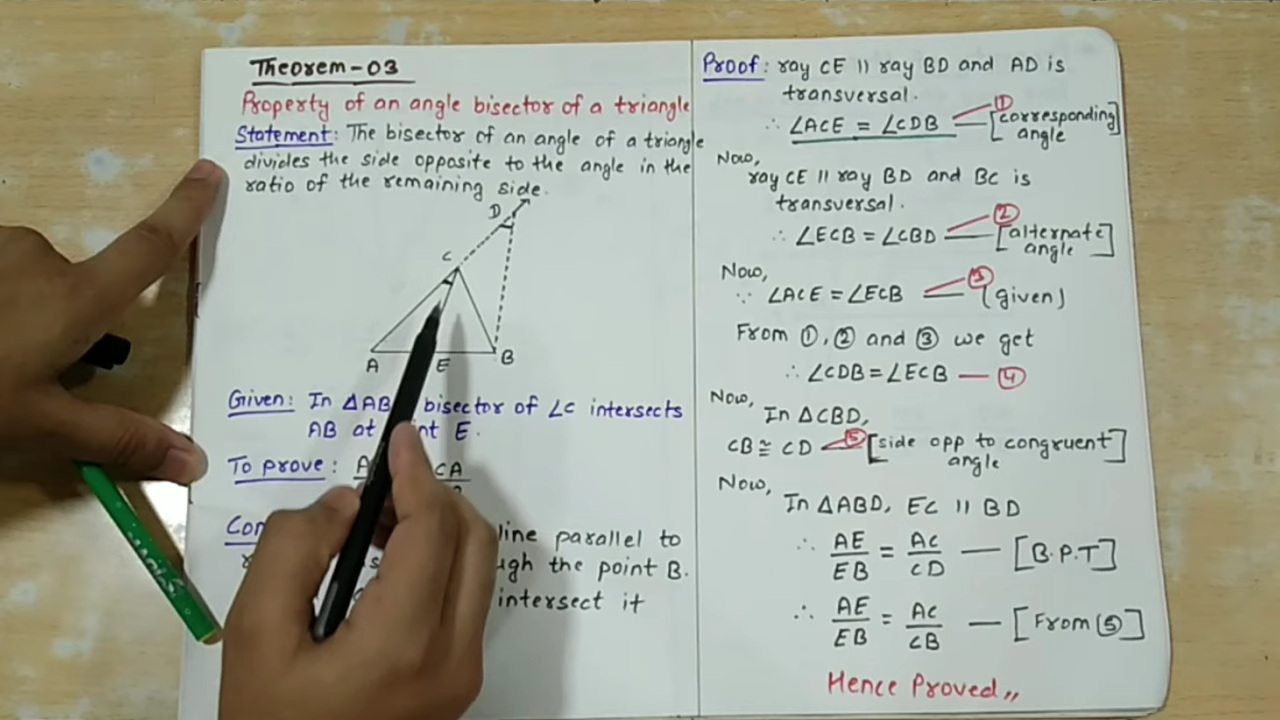 Theorem-03
Property of an angle bisector of a triangle
Statement: The bisector of an angle of a triangle
divides the side opposite to the angle in the
ratio of the remaining side.
D
C
A E B
Given: In ΔAB bisector of ∠C intersects
AB at point E.
To prove: A CA
line parallel to
the point B.
intersect it
Proof: ray CE || ray BD and AD is
transversal.
∴ ∠ACE = ∠CDB — ① [corresponding
angle]
Now,
ray CE || ray BD and BC is
transversal.
∴ ∠ECB = ∠CBD — ② [alternate
angle]
Now,
∵ ∠ACE = ∠ECB — ③ (given)
From ①, ② and ③ we get
∴ ∠CDB = ∠ECB — ④
Now,
In ΔCBD,
CB ≅ CD — ⑤ [side opp to congruent
angle]
Now,
In ΔABD, EC || BD
∴ AE/EB = AC/CD — [B.P.T]
∴ AE/EB = AC/CB — [From ⑤]
Hence Proved,,